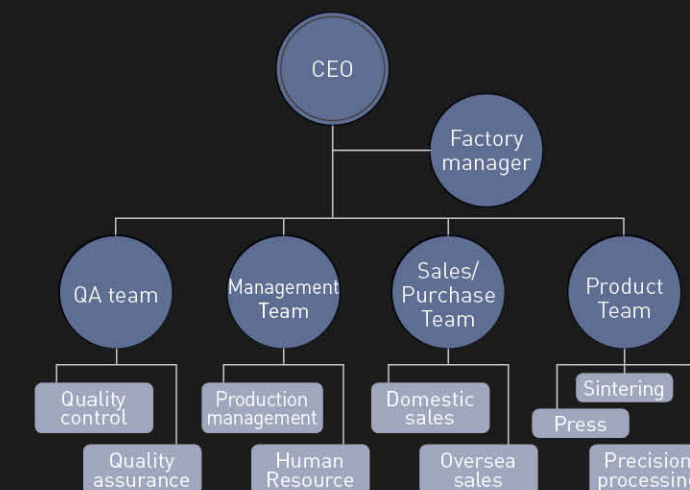 CEO
Factory
manager
QA team
Management
Team
Sales/
Purchase
Team
Product
Team
Quality
control
Quality
assurance
Production
management
Human
Resource
Domestic
sales
Oversea
sales
Sintering
Press
Precision
processing